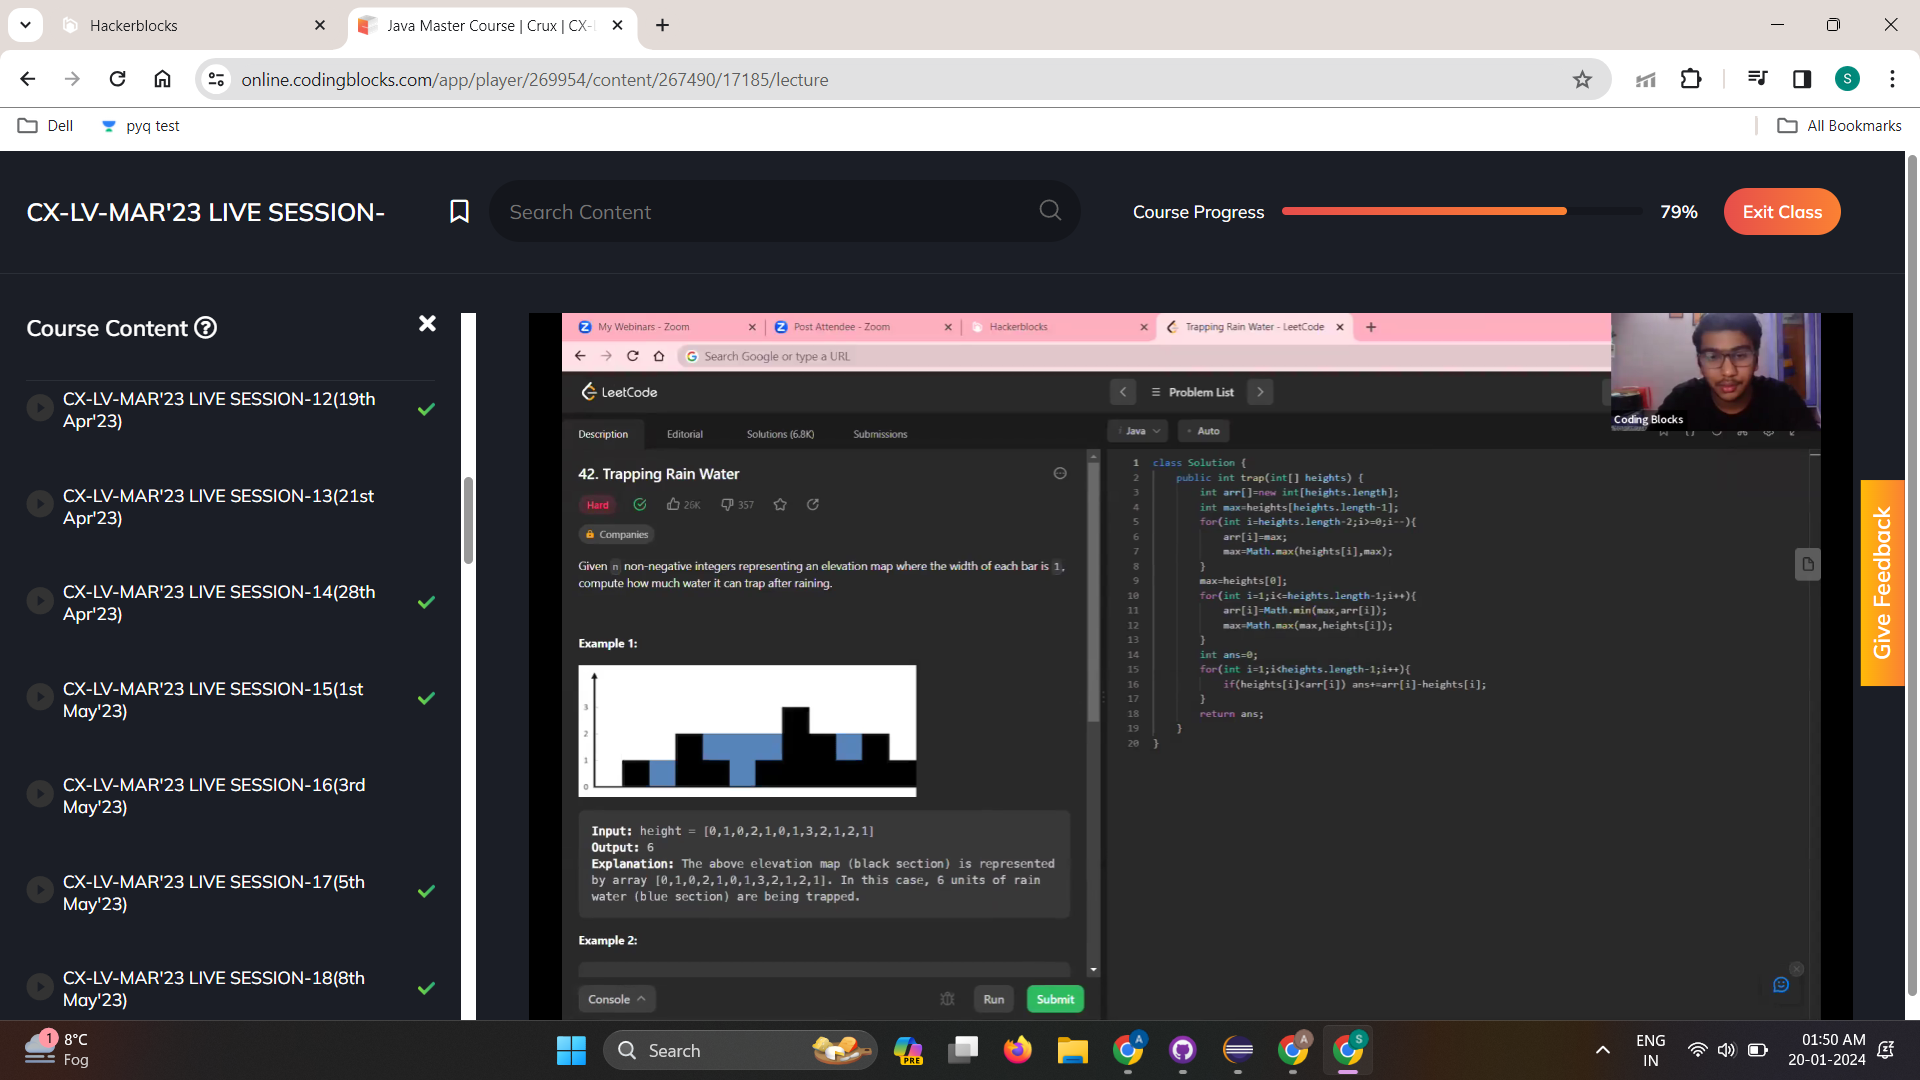 Hackerblocks
Java Master Course | Crux | CX-
online.codingblocks.com/app/player/269954/content/267490/17185/lecture
S
Dell
pyq test
All Bookmarks
CX-LV-MAR'23 LIVE SESSION-
Search Content
Course Progress
79%
Exit Class
Course Content
CX-LV-MAR'23 LIVE SESSION-12(19th
Apr'23)
CX-LV-MAR'23 LIVE SESSION-13(21st
Apr'23)
CX-LV-MAR'23 LIVE SESSION-14(28th
Apr'23)
CX-LV-MAR'23 LIVE SESSION-15(1st
May'23)
CX-LV-MAR'23 LIVE SESSION-16(3rd
May'23)
CX-LV-MAR'23 LIVE SESSION-17(5th
May'23)
CX-LV-MAR'23 LIVE SESSION-18(8th
May'23)
My Webinars - Zoom
Post Attendee - Zoom
Hackerblocks
Trapping Rain Water - LeetCode
Search Google or type a URL
LeetCode
Problem List
Coding Blocks
Description
Editorial
Solutions (6.8K)
Submissions
Java
Auto
42. Trapping Rain Water
Hard
26K
357
Companies
Given n non-negative integers representing an elevation map where the width of each bar is 1,
compute how much water it can trap after raining.
Example 1:
3
2
1
0
Input: height = [0,1,0,2,1,0,1,3,2,1,2,1]
Output: 6
Explanation: The above elevation map (black section) is represented
by array [0,1,0,2,1,0,1,3,2,1,2,1]. In this case, 6 units of rain
water (blue section) are being trapped.
Example 2:
Console
Run
Submit
1 class Solution {
2 public int trap(int[] heights) {
3 int arr[]=new int[heights.length];
4 int max=heights[heights.length-1];
5 for(int i=heights.length-2;i>=0;i--){
6 arr[i]=max;
7 max=Math.max(heights[i],max);
8 }
9 max=heights[0];
10 for(int i=1;i<=heights.length-1;i++){
11 arr[i]=Math.min(max,arr[i]);
12 max=Math.max(max,heights[i]);
13 }
14 int ans=0;
15 for(int i=1;i<heights.length-1;i++){
16 if(heights[i]<arr[i]) ans+=arr[i]-heights[i];
17 }
18 return ans;
19 }
20 }
Give Feedback
1
8°C
Fog
Search
PRE
A
A
S
ENG
IN
01:50 AM
20-01-2024